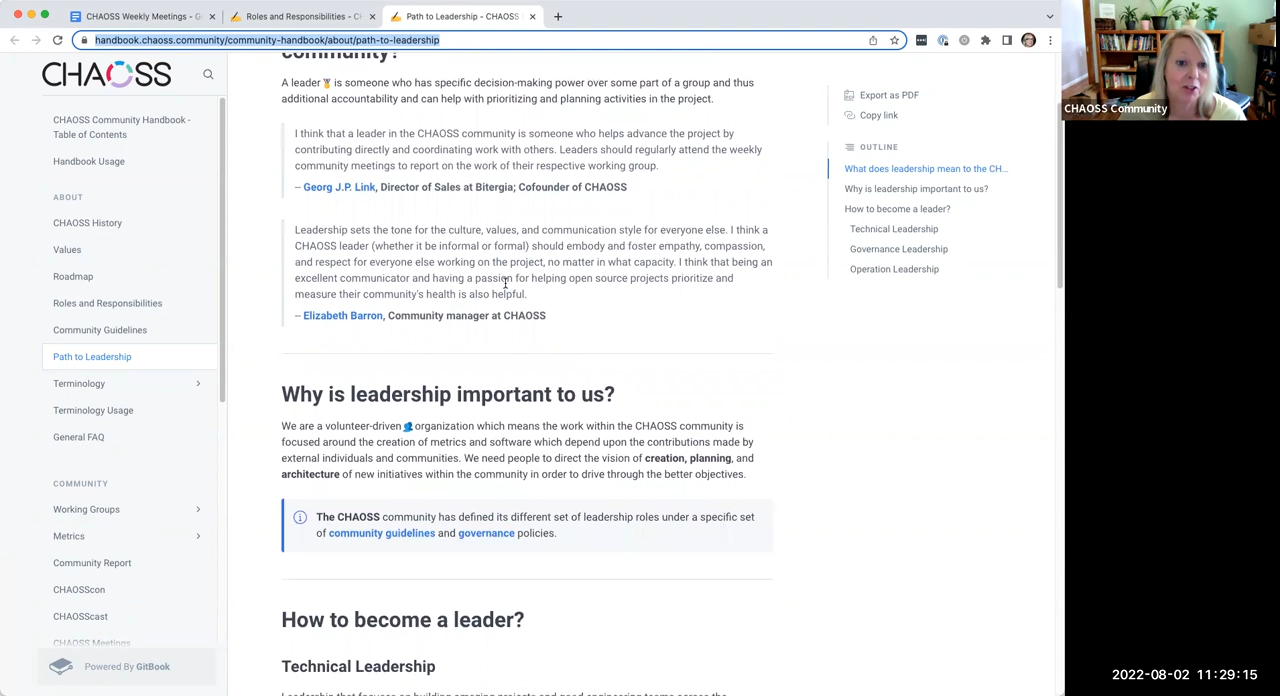 CHAOSS Weekly Meetings - G
Roles and Responsibilities - C
Path to Leadership - CHAOSS
handbook.chaoss.community/community-handbook/about/path-to-leadership
CHAOSS
CHAOSS Community Handbook -
Table of Contents
Handbook Usage
ABOUT
CHAOSS History
Values
Roadmap
Roles and Responsibilities
Community Guidelines
Path to Leadership
Terminology
Terminology Usage
General FAQ
COMMUNITY
Working Groups
Metrics
Community Report
CHAOSScon
CHAOSScast
CHAOSS Meetings
Powered By GitBook
community?
A leader is someone who has specific decision-making power over some part of a group and thus
additional accountability and can help with prioritizing and planning activities in the project.
I think that a leader in the CHAOSS community is someone who helps advance the project by
contributing directly and coordinating work with others. Leaders should regularly attend the weekly
community meetings to report on the work of their respective working group.
– Georg J.P. Link, Director of Sales at Bitergia; Cofounder of CHAOSS
Leadership sets the tone for the culture, values, and communication style for everyone else. I think a
CHAOSS leader (whether it be informal or formal) should embody and foster empathy, compassion,
and respect for everyone else working on the project, no matter in what capacity. I think that being an
excellent communicator and having a passion for helping open source projects prioritize and
measure their community's health is also helpful.
– Elizabeth Barron, Community manager at CHAOSS
Why is leadership important to us?
We are a volunteer-driven organization which means the work within the CHAOSS community is
focused around the creation of metrics and software which depend upon the contributions made by
external individuals and communities. We need people to direct the vision of creation, planning, and
architecture of new initiatives within the community in order to drive through the better objectives.
The CHAOSS community has defined its different set of leadership roles under a specific set
of community guidelines and governance policies.
How to become a leader?
Technical Leadership
Leadership that focuses on building emerging projects and good engineering teams across the
Export as PDF
Copy link
OUTLINE
What does leadership mean to the CH...
Why is leadership important to us?
How to become a leader?
Technical Leadership
Governance Leadership
Operation Leadership
CHAOSS Community
2022-08-02 11:29:15